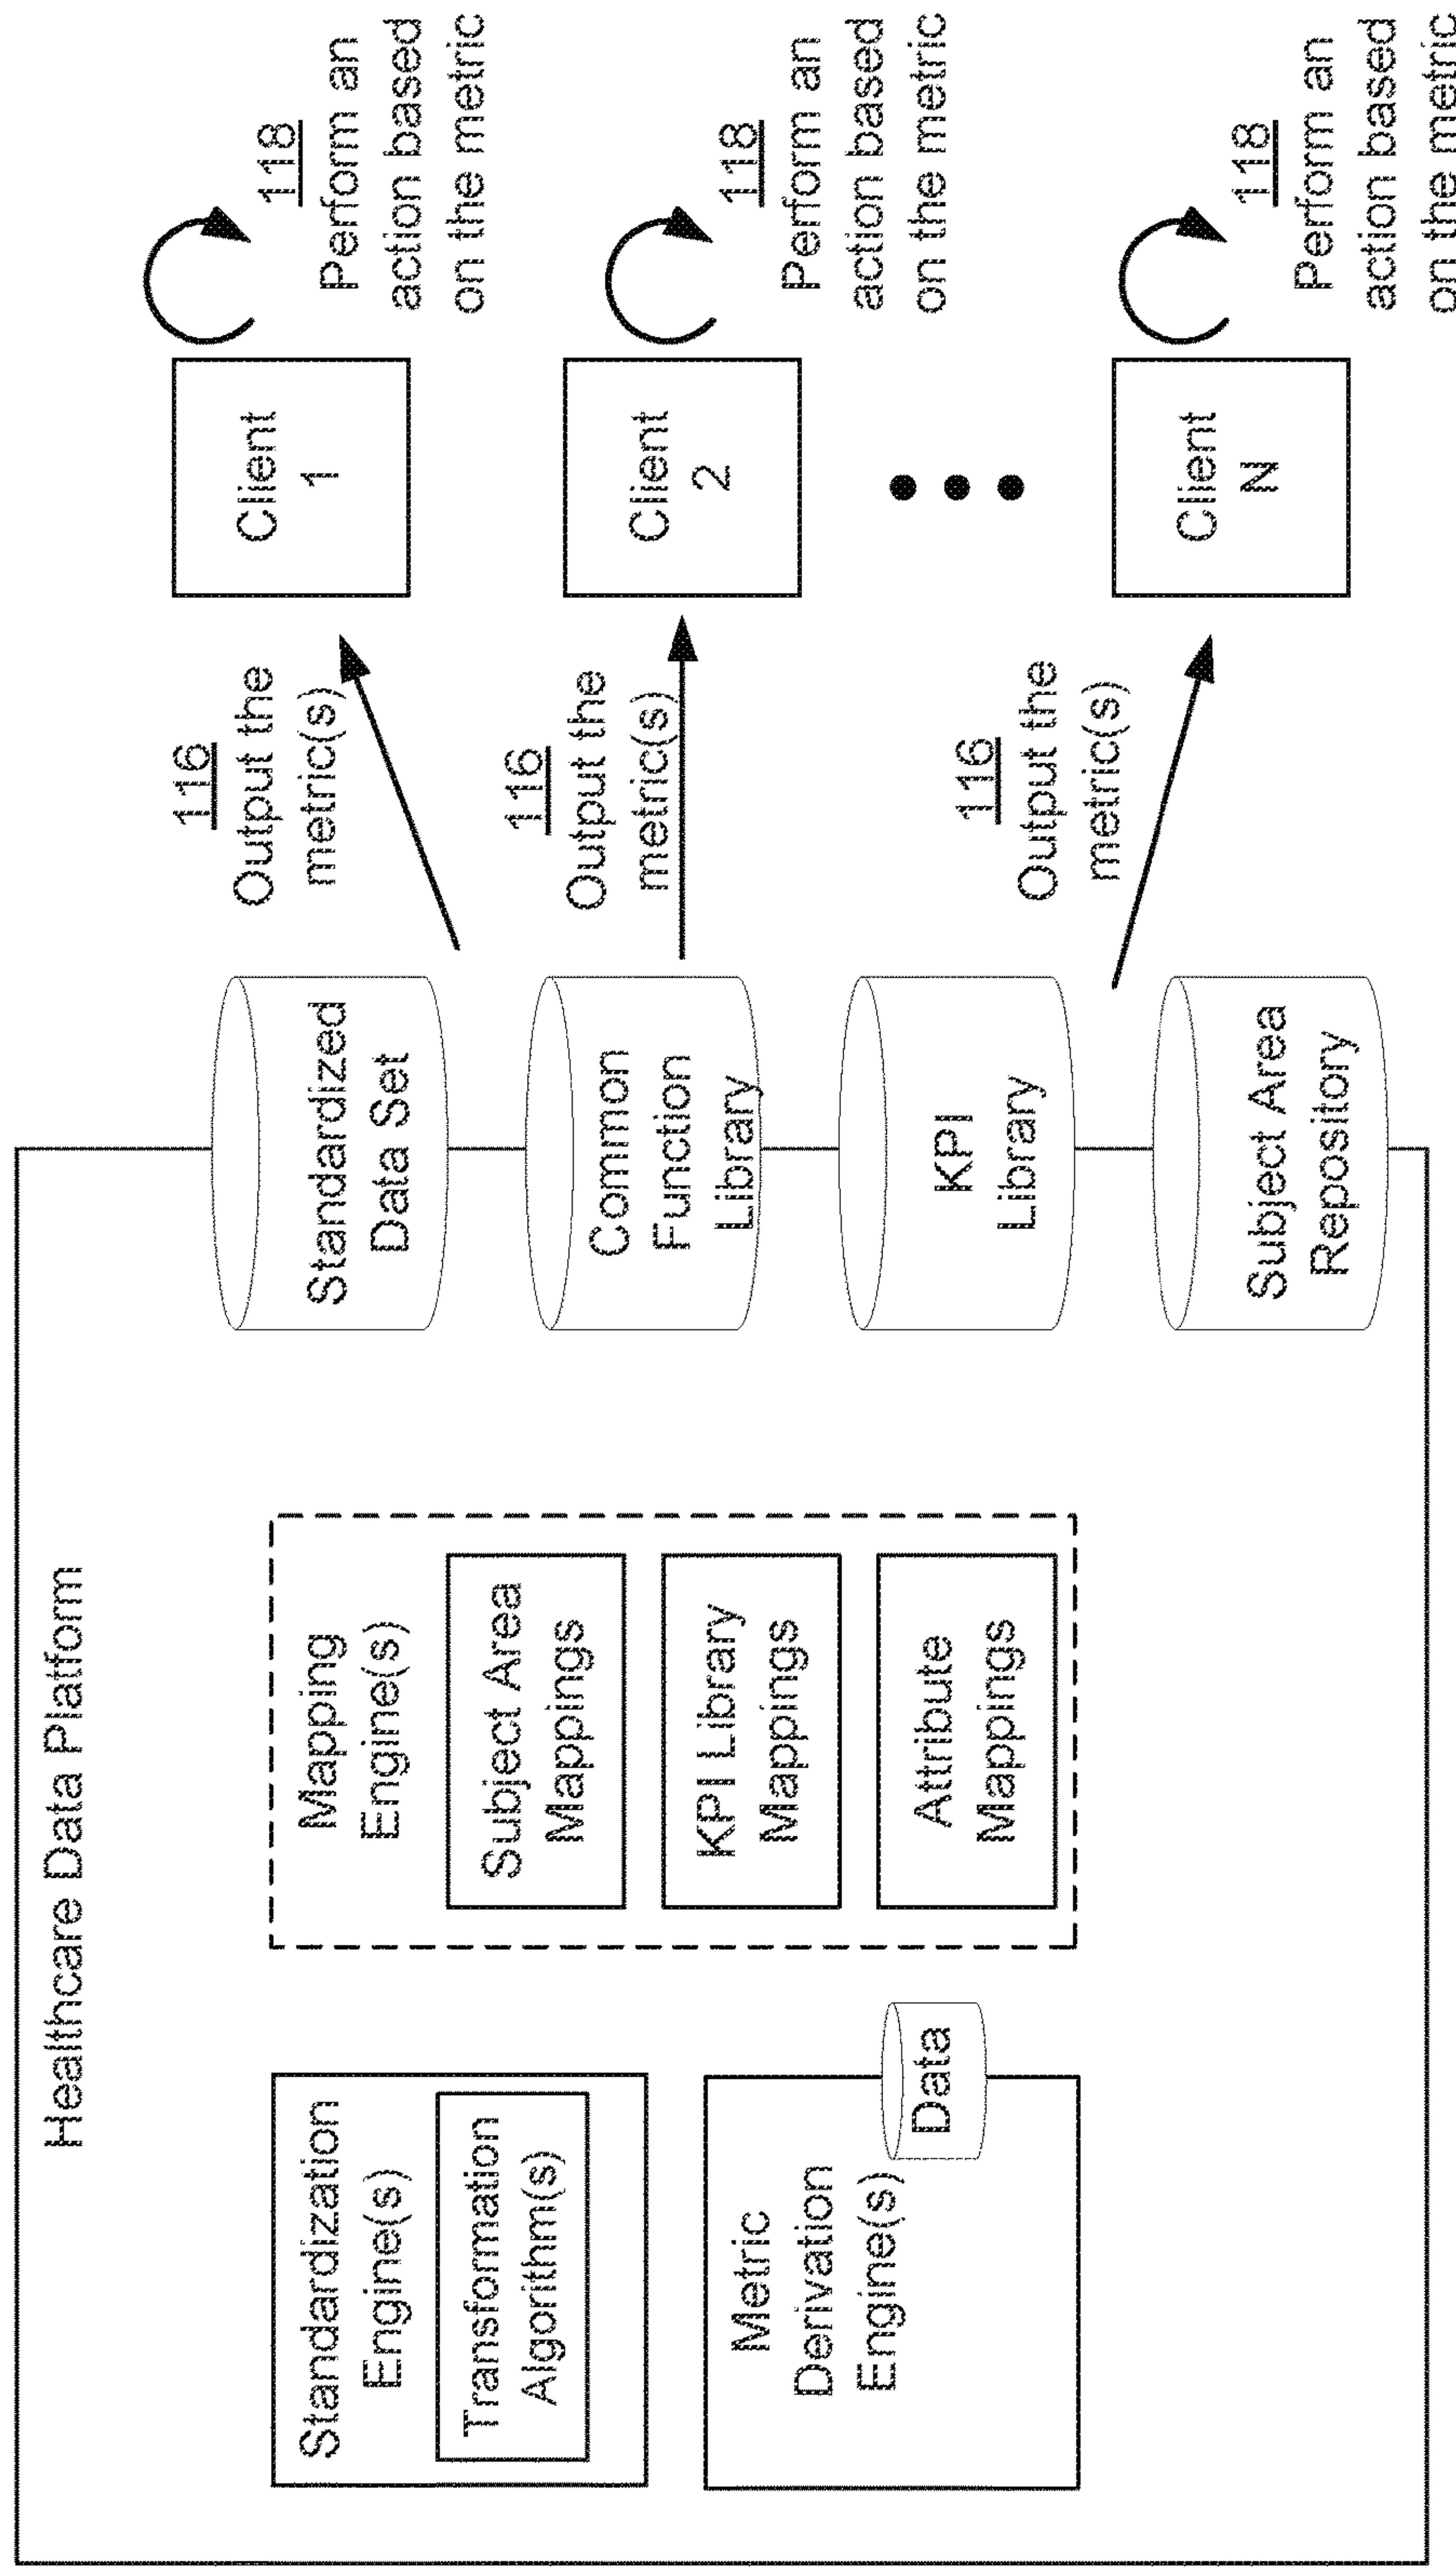 Healthcare Data Platform
Standardization
Engine(s)
Transformation
Algorithm(s)
Metric
Derivation
Engine(s)
Data
Mapping
Engine(s)
Subject Area
Mappings
KPI Library
Mappings
Attribute
Mappings
Standardized
Data Set
Common
Function
Library
KPI
Library
Subject Area
Repository
116
Output the
metric(s)
116
Output the
metric(s)
116
Output the
metric(s)
Client
1
Client
2
Client
N
118
Perform an
action based
on the metric
118
Perform an
action based
on the metric
118
Perform an
action based
on the metric